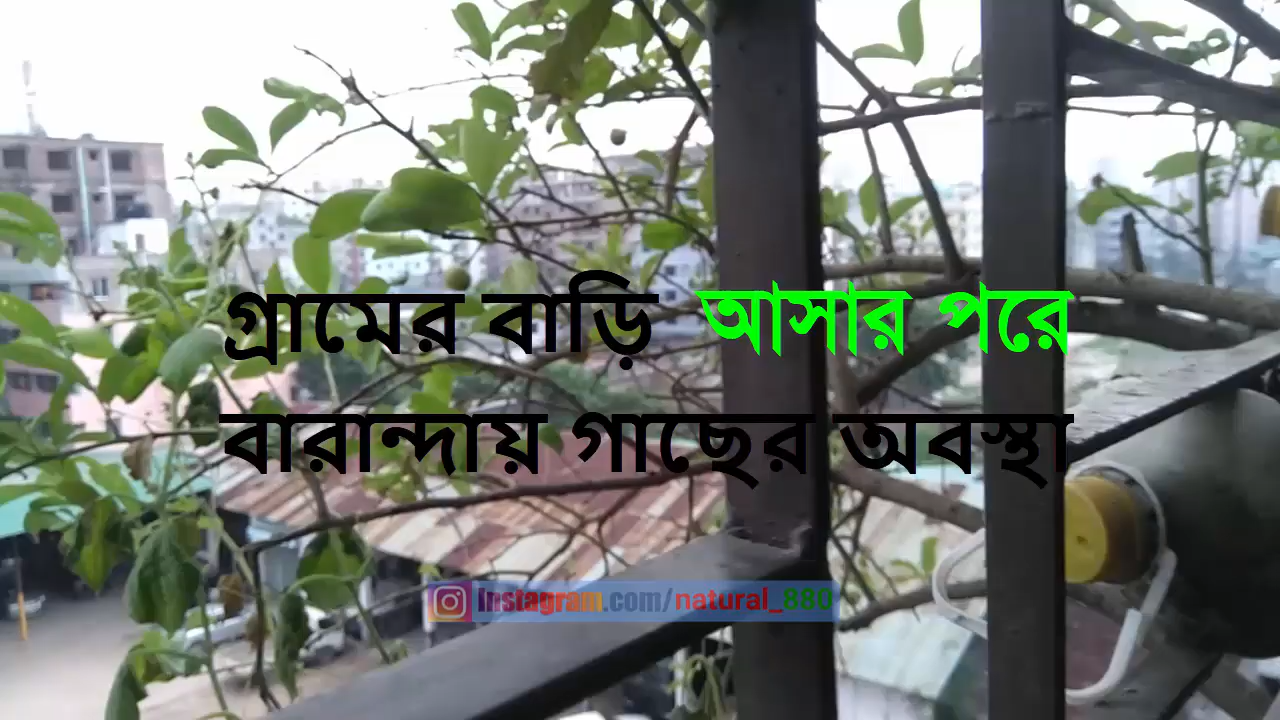 গ্রামের বাড়ি আসার পরে
বারান্দায় গাছের অবস্থা
instagram.com/natural_880